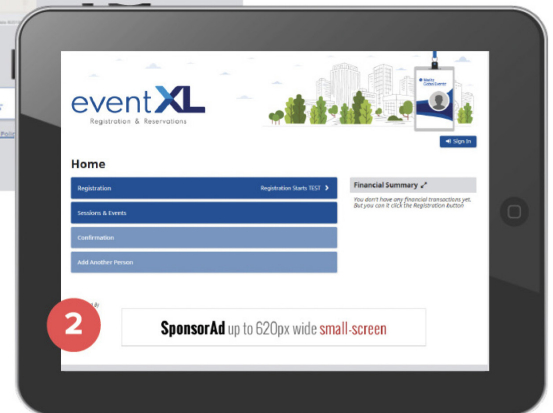 event XL
Registration & Reservations
Sign In
Home
Registration
Registration Starts TEST
Financial Summary
You don't have any financial transactions yet.
But you can it click the Registration button
Sessions & Events
Confirmation
Add Another Person
2
SponsorAd up to 620px wide small-screen